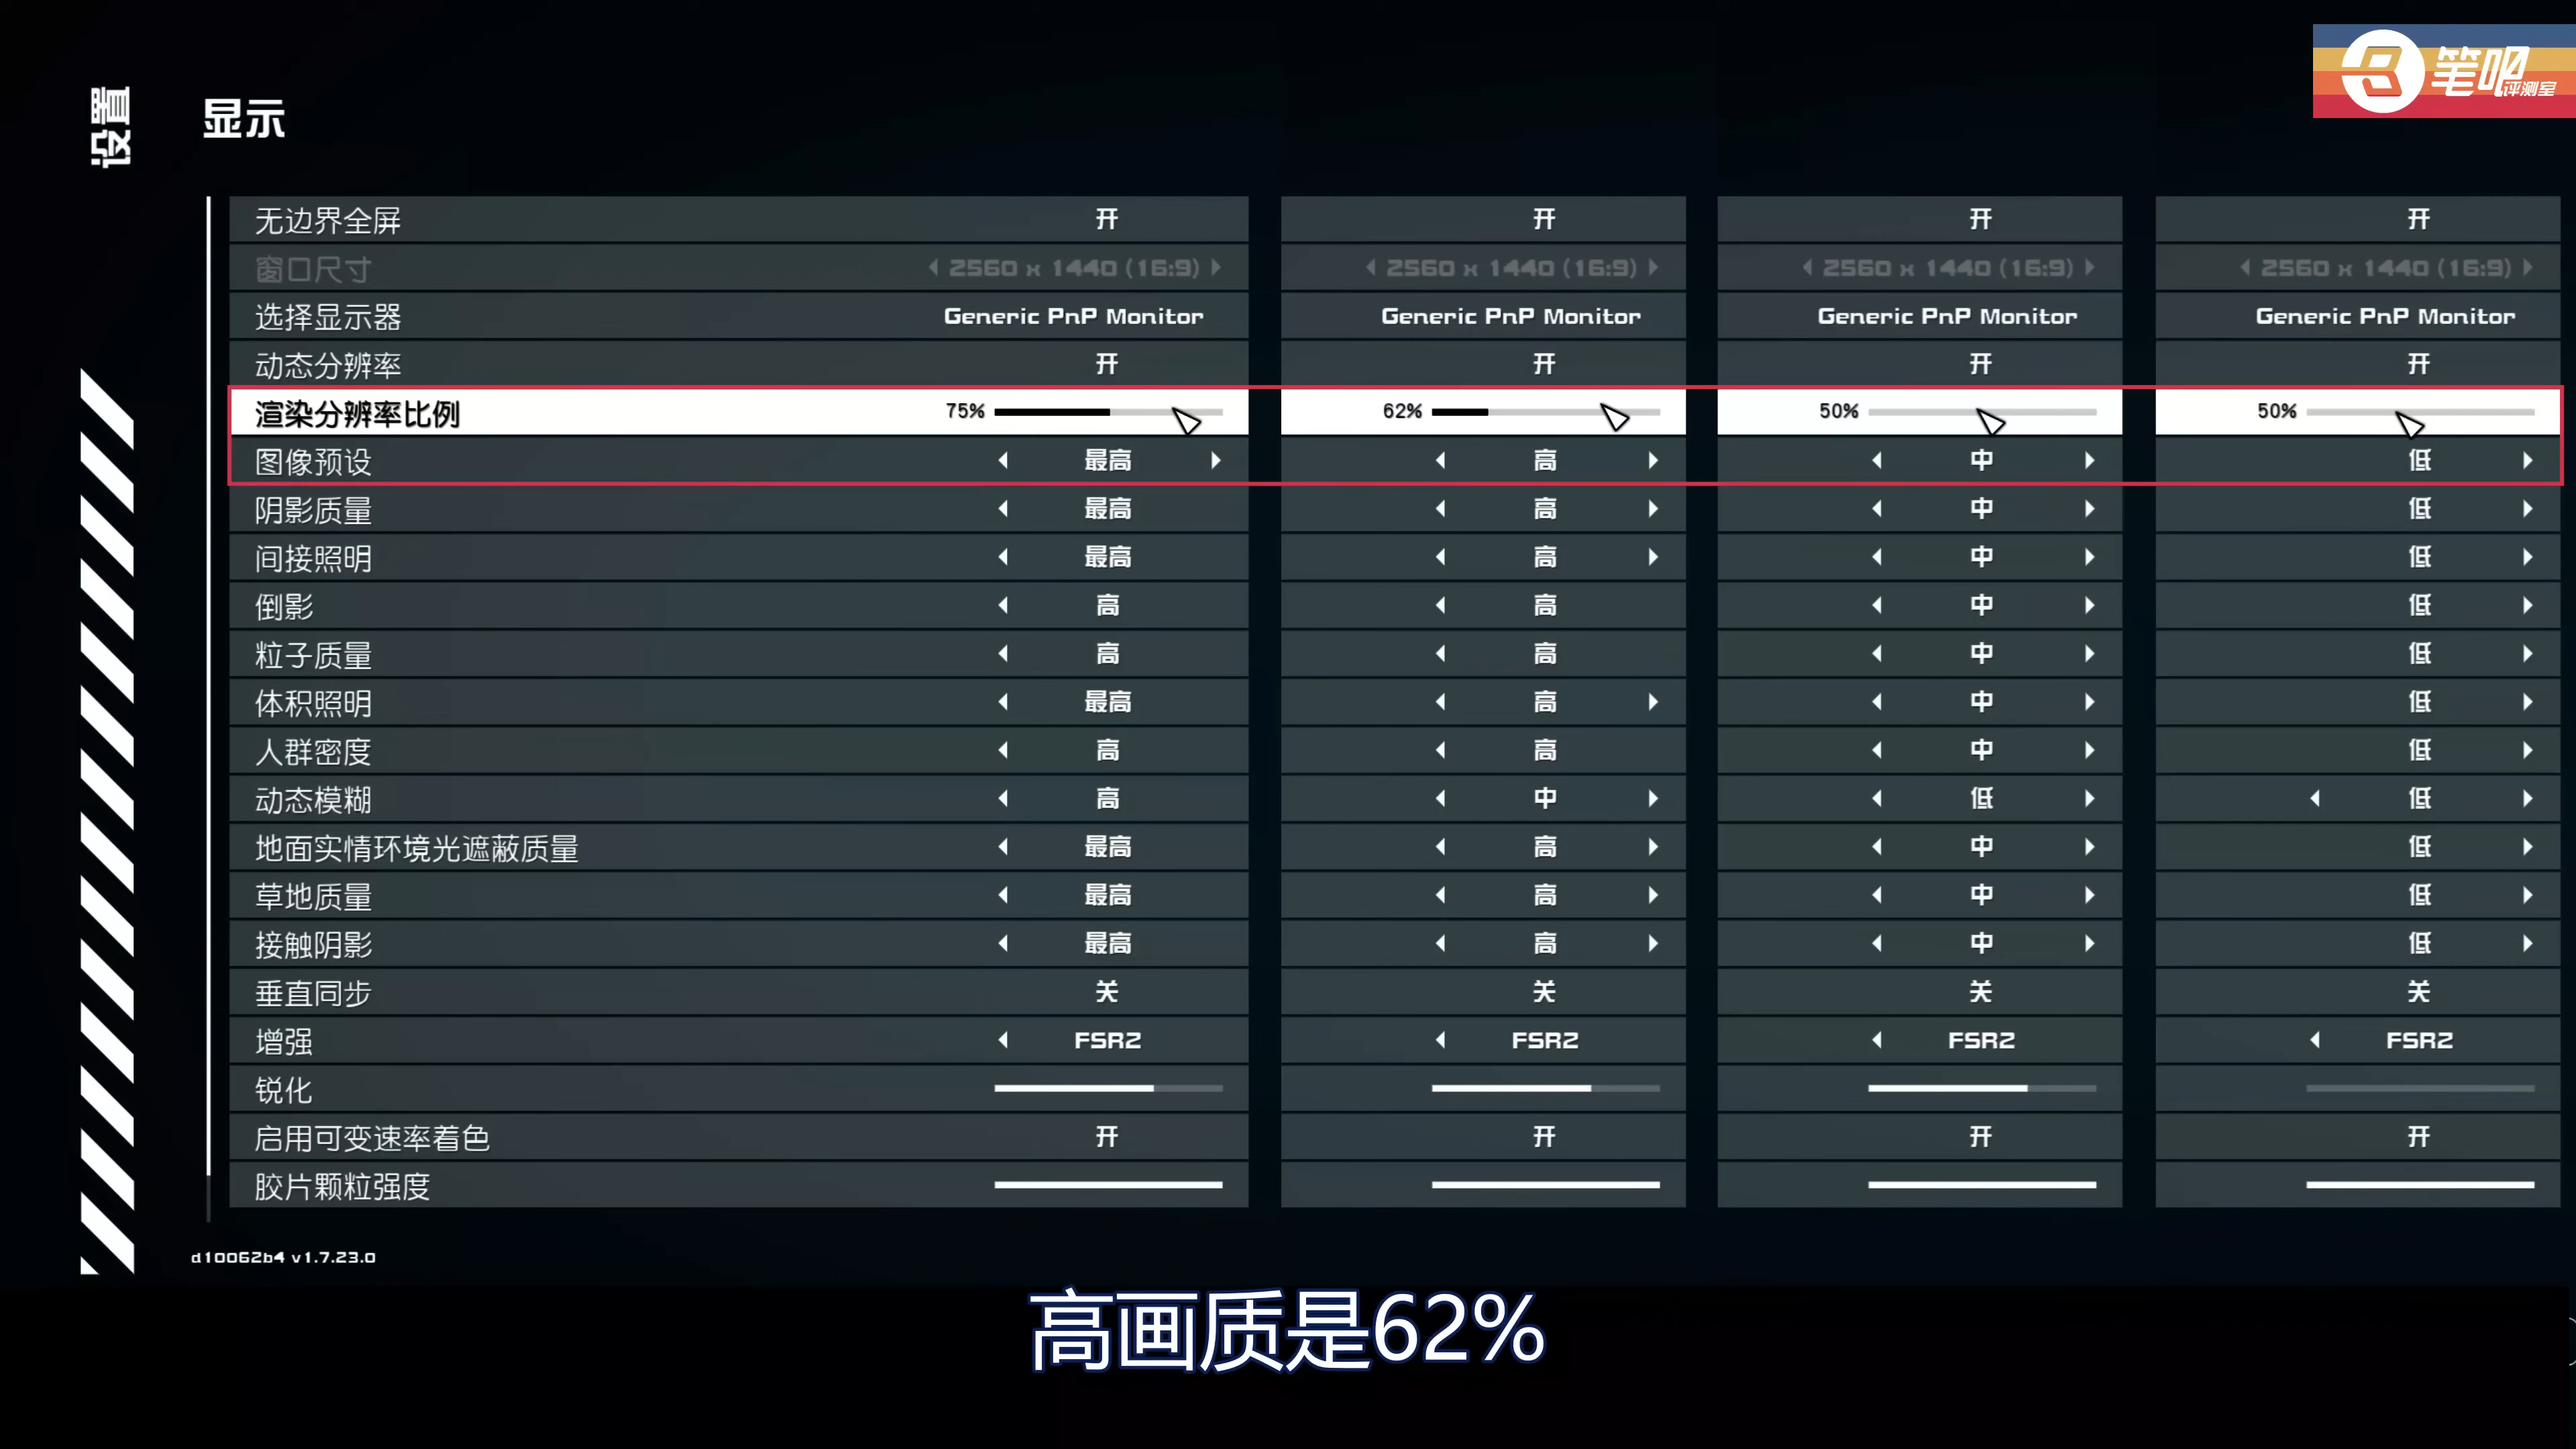 笔吧评测室
设置
显示
无边界全屏 开 开 开 开
窗口尺寸 2560 x 1440 (16:9) 2560 x 1440 (16:9) 2560 x 1440 (16:9) 2560 x 1440 (16:9)
选择显示器 Generic PnP Monitor Generic PnP Monitor Generic PnP Monitor Generic PnP Monitor
动态分辨率 开 开 开 开
渲染分辨率比例 75% 62% 50% 50%
图像预设 最高 高 中 低
阴影质量 最高 高 中 低
间接照明 最高 高 中 低
倒影 高 高 中 低
粒子质量 高 高 中 低
体积照明 最高 高 中 低
人群密度 高 高 中 低
动态模糊 高 中 低 低
地面实情环境光遮蔽质量 最高 高 中 低
草地质量 最高 高 中 低
接触阴影 最高 高 中 低
垂直同步 关 关 关 关
增强 FSR2 FSR2 FSR2 FSR2
锐化
启用可变速率着色 开 开 开 开
胶片颗粒强度
d10062b4 v1.7.23.0
高画质是62%